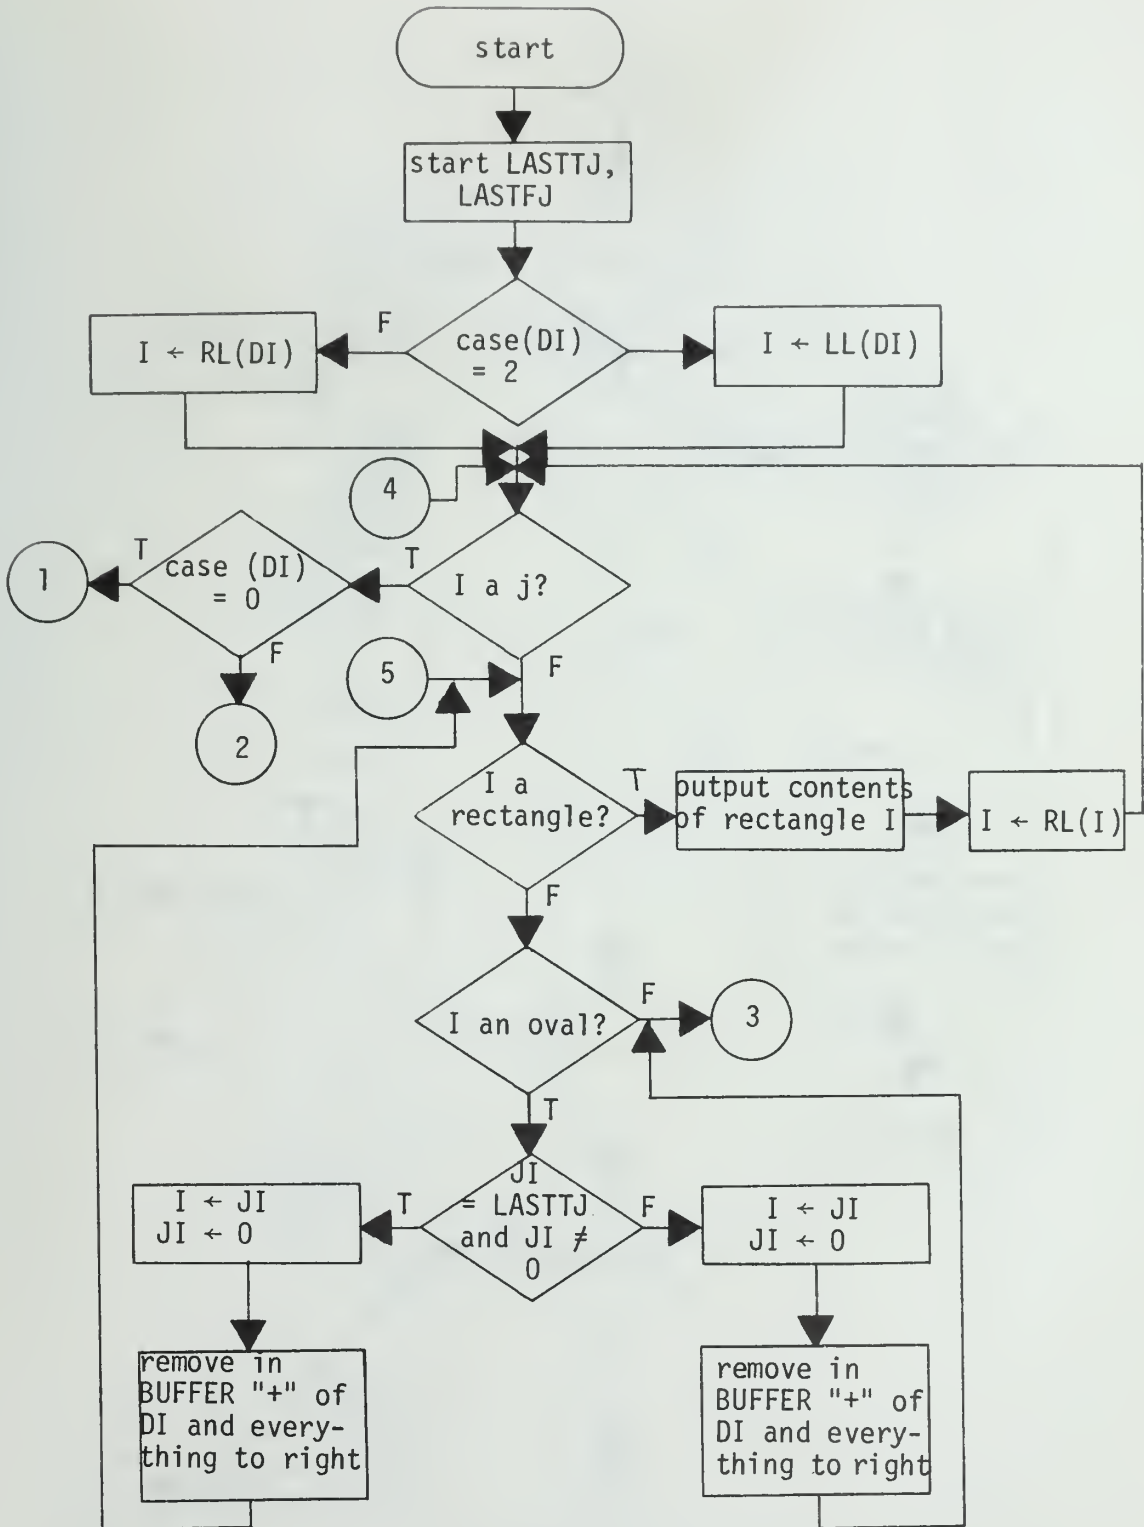 start
start LASTTJ,
LASTFJ
F
case(DI)
= 2
I ← RL(DI)
I ← LL(DI)
4
1
T
case (DI)
= 0
T
I a j?
F
5
F
2
I a
rectangle?
T
output contents
of rectangle I
I ← RL(I)
F
I an oval?
F
3
T
JI
= LASTTJ
and JI ≠
0
T
F
I ← JI
JI ← 0
I ← JI
JI ← 0
remove in
BUFFER "+" of
DI and every-
thing to right
remove in
BUFFER "+" of
DI and every-
thing to right